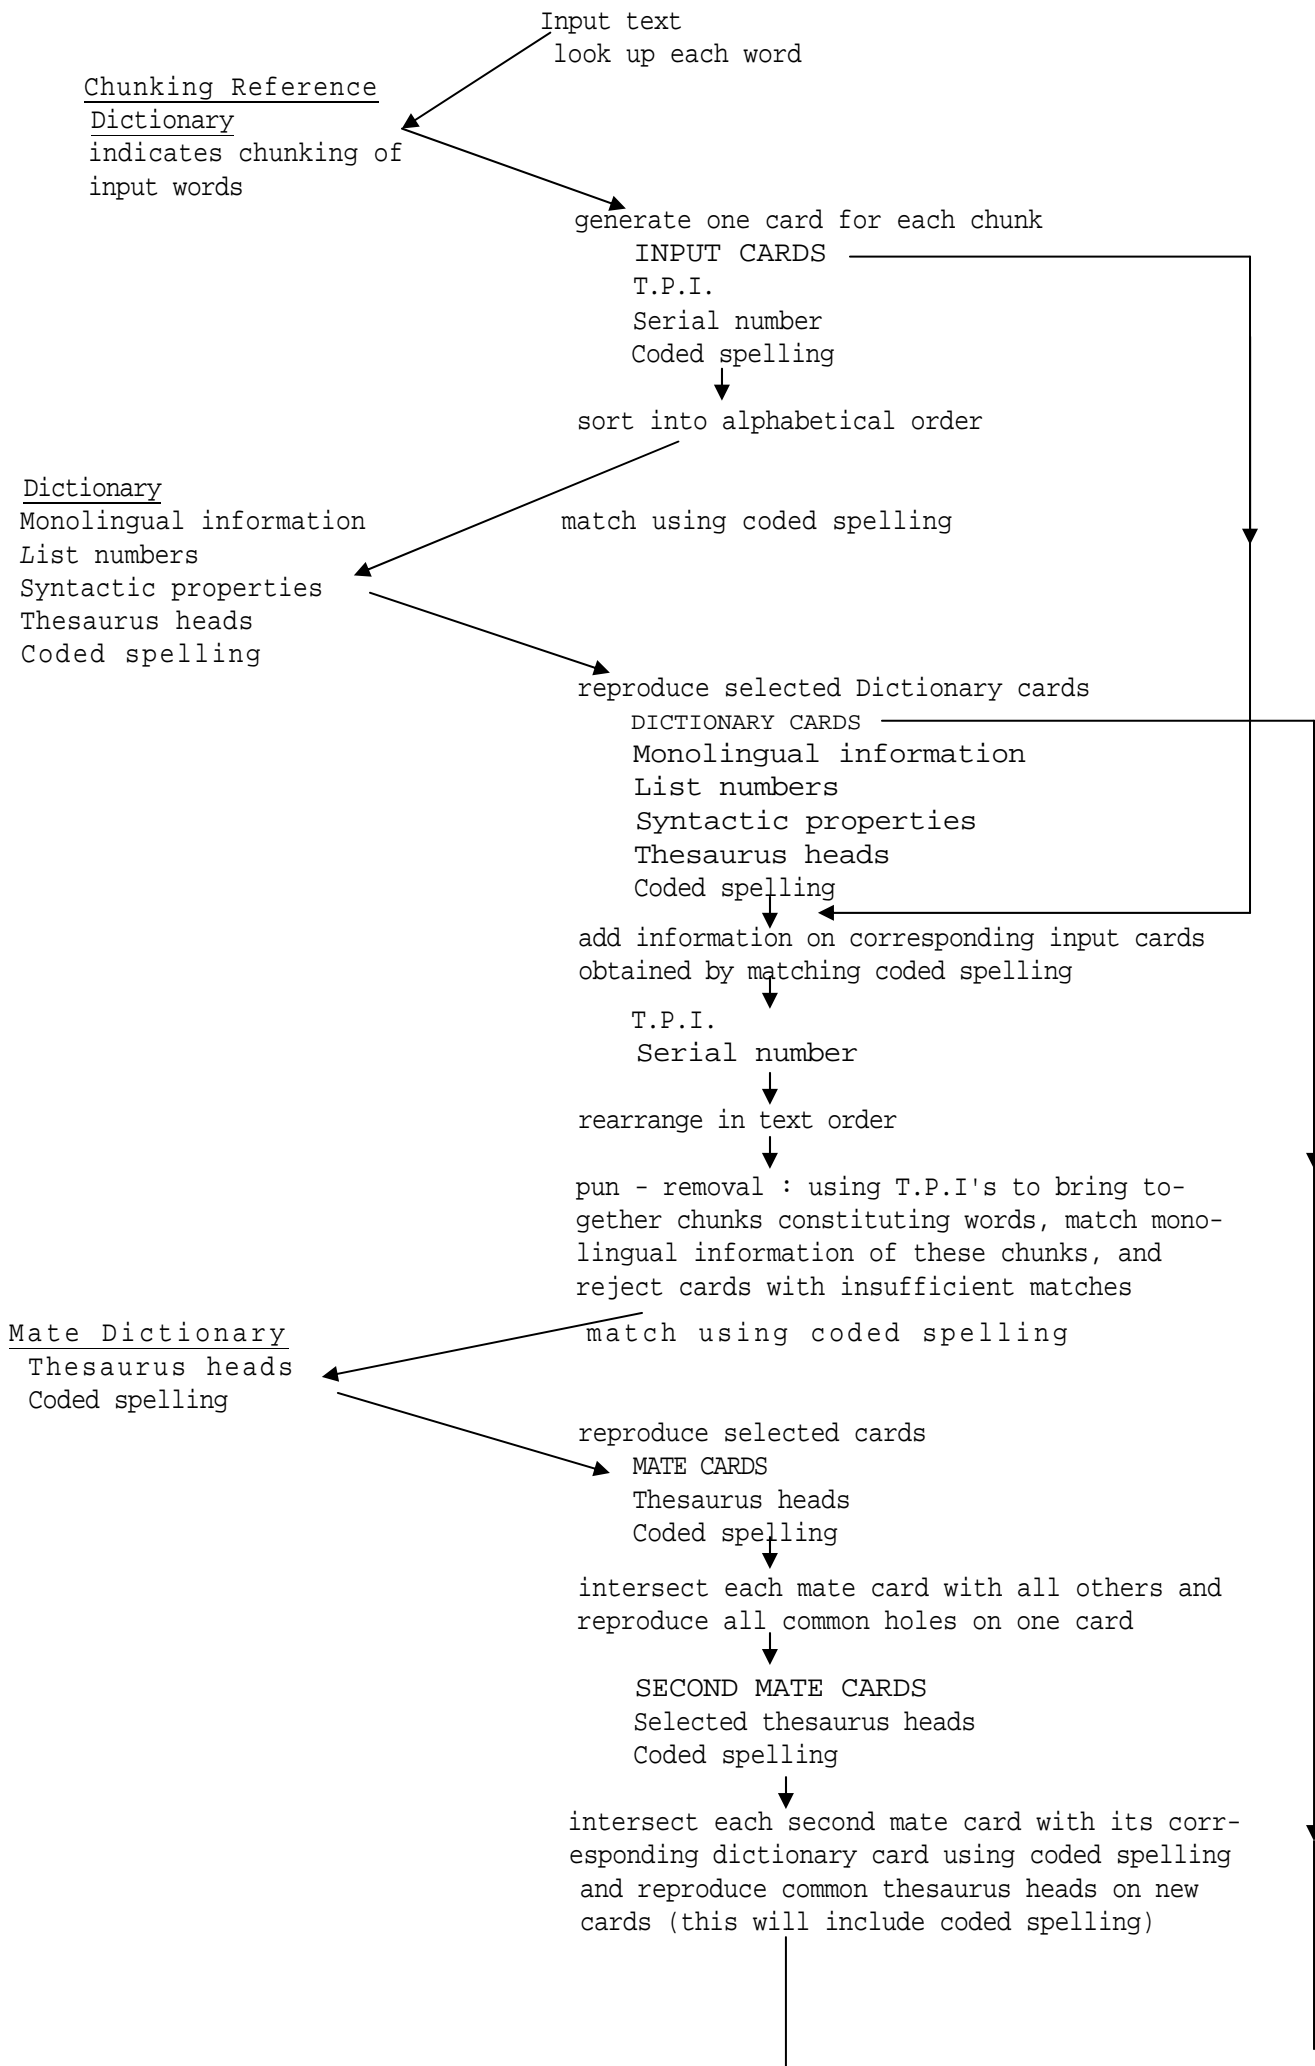 Input text
look up each word
Chunking Reference
Dictionary
indicates chunking of
input words
generate one card for each chunk
INPUT CARDS
T.P.I.
Serial number
Coded spelling
sort into alphabetical order
Dictionary
Monolingual information
List numbers
Syntactic properties
Thesaurus heads
Coded spelling
match using coded spelling
reproduce selected Dictionary cards
DICTIONARY CARDS
Monolingual information
List numbers
Syntactic properties
Thesaurus heads
Coded spelling
add information on corresponding input cards
obtained by matching coded spelling
T.P.I.
Serial number
rearrange in text order
pun - removal : using T.P.I's to bring to-
gether chunks constituting words, match mono-
lingual information of these chunks, and
reject cards with insufficient matches
match using coded spelling
Mate Dictionary
Thesaurus heads
Coded spelling
reproduce selected cards
MATE CARDS
Thesaurus heads
Coded spelling
intersect each mate card with all others and
reproduce all common holes on one card
SECOND MATE CARDS
Selected thesaurus heads
Coded spelling
intersect each second mate card with its corr-
esponding dictionary card using coded spelling
and reproduce common thesaurus heads on new
cards (this will include coded spelling)